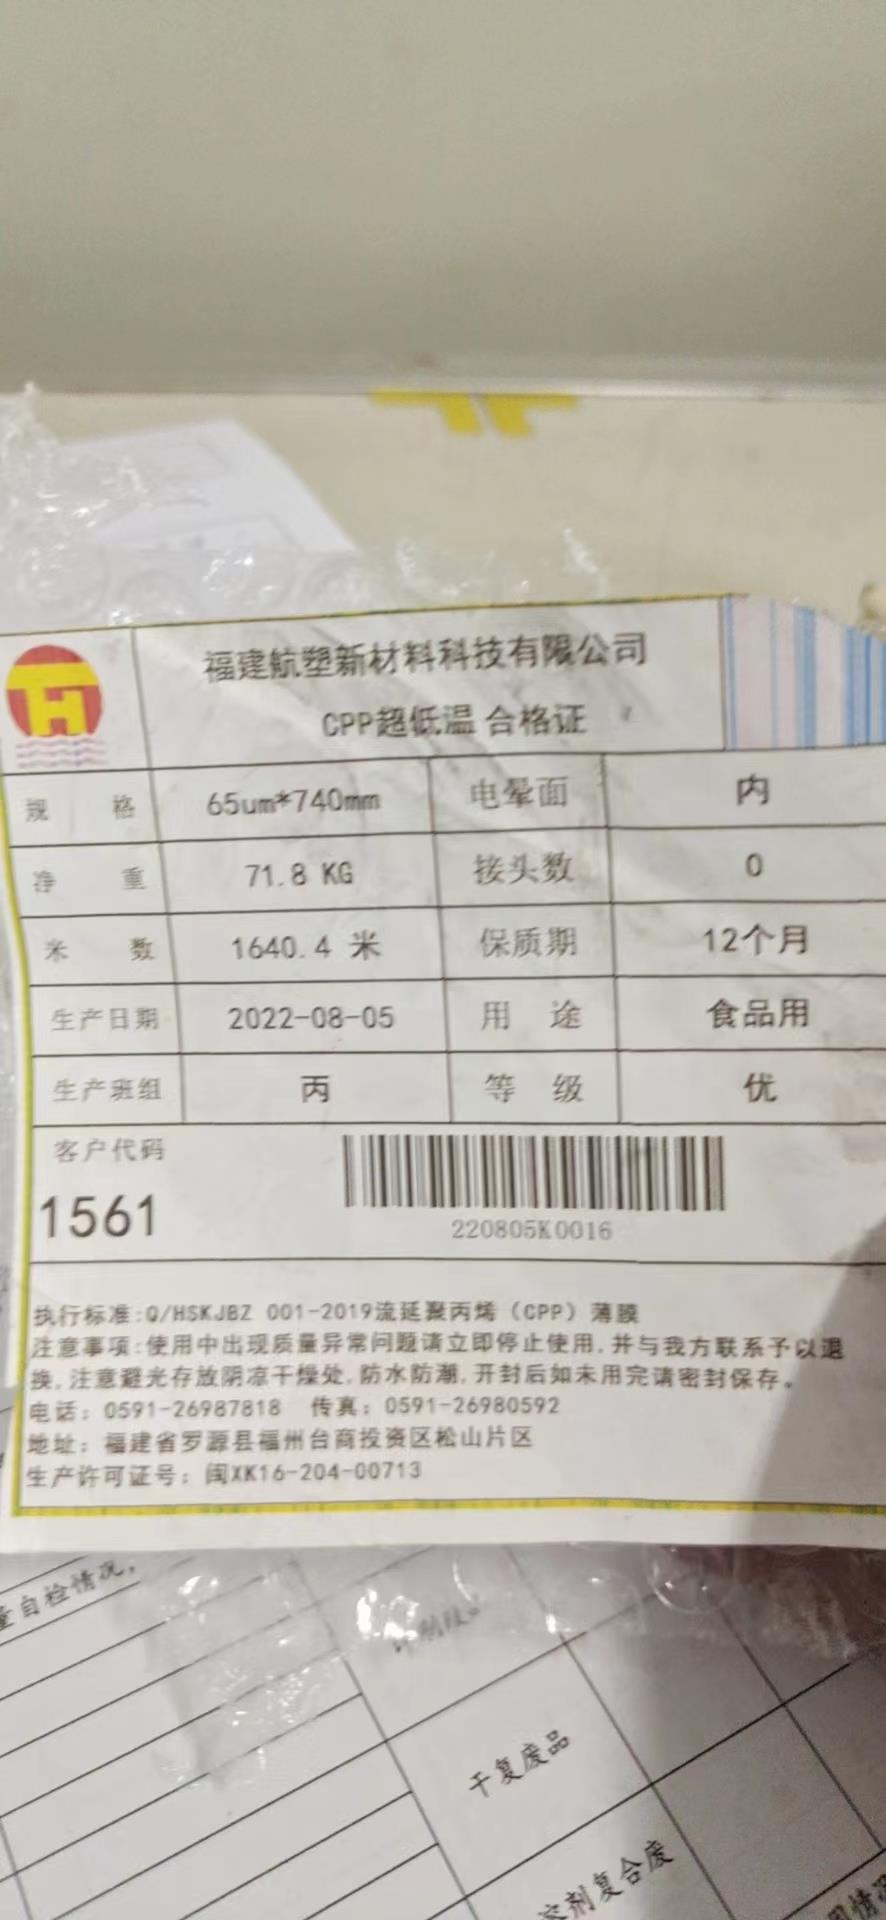 福建航塑新材料科技有限公司
CPP超低温 合格证
规 格 65um*740mm 电晕面 内
净 重 71.8 KG 接头数 0
米 数 1640.4 米 保质期 12个月
生产日期 2022-08-05 用 途 食品用
生产班组 丙 等 级 优
客户代码
1561
220805K0016
执行标准:Q/HSKJBZ 001-2019流延聚丙烯（CPP）薄膜
注意事项:使用中出现质量异常问题请立即停止使用,并与我方联系予以退
换,注意避光存放阴凉干燥处,防水防潮,开封后如未用完请密封保存。
电话：0591-26987818 传真：0591-26980592
地址：福建省罗源县福州台商投资区松山片区
生产许可证号：闽XK16-204-00713
量自检情况,
干复废品
溶剂复合废
用情况